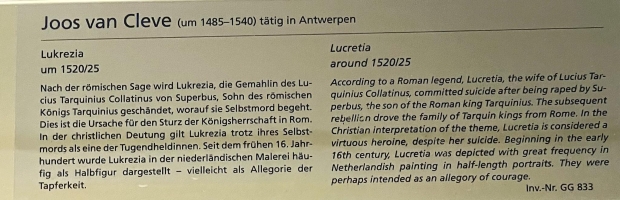 Joos van Cleve (um 1485–1540) tätig in Antwerpen
Lukrezia
um 1520/25
Nach der römischen Sage wird Lukrezia, die Gemahlin des Lu-
cius Tarquinius Collatinus von Superbus, Sohn des römischen
Königs Tarquinius geschändet, worauf sie Selbstmord begeht.
Dies ist die Ursache für den Sturz der Königsherrschaft in Rom.
In der christlichen Deutung gilt Lukrezia trotz ihres Selbst-
mords als eine der Tugendheldinnen. Seit dem frühen 16. Jahr-
hundert wurde Lukrezia in der niederländischen Malerei häu-
fig als Halbfigur dargestellt – vielleicht als Allegorie der
Tapferkeit.
Lucretia
around 1520/25
According to a Roman legend, Lucretia, the wife of Lucius Tar-
quinius Collatinus, committed suicide after being raped by Su-
perbus, the son of the Roman king Tarquinius. The subsequent
rebellion drove the family of Tarquin kings from Rome. In the
Christian interpretation of the theme, Lucretia is considered a
virtuous heroine, despite her suicide. Beginning in the early
16th century, Lucretia was depicted with great frequency in
Netherlandish painting in half-length portraits. They were
perhaps intended as an allegory of courage.
Inv.-Nr. GG 833